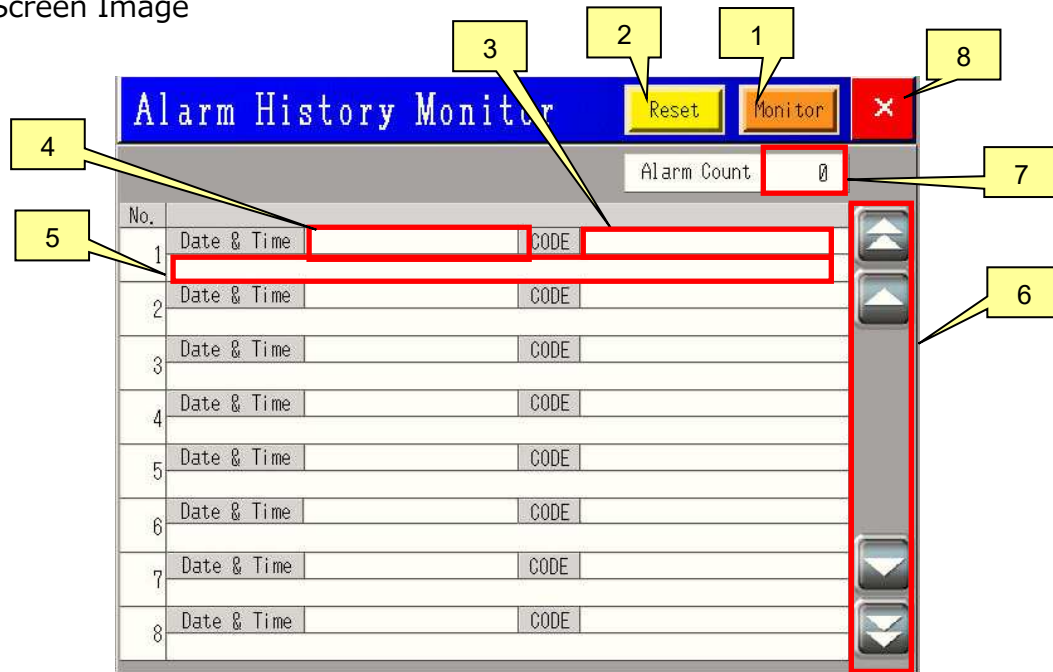 Screen Image
3
2
1
8
Alarm History Monitor
Reset
Monitor
×
4
Alarm Count
0
7
No.
5
1
Date & Time
CODE
6
2
Date & Time
CODE
3
Date & Time
CODE
4
Date & Time
CODE
5
Date & Time
CODE
6
Date & Time
CODE
7
Date & Time
CODE
8
Date & Time
CODE